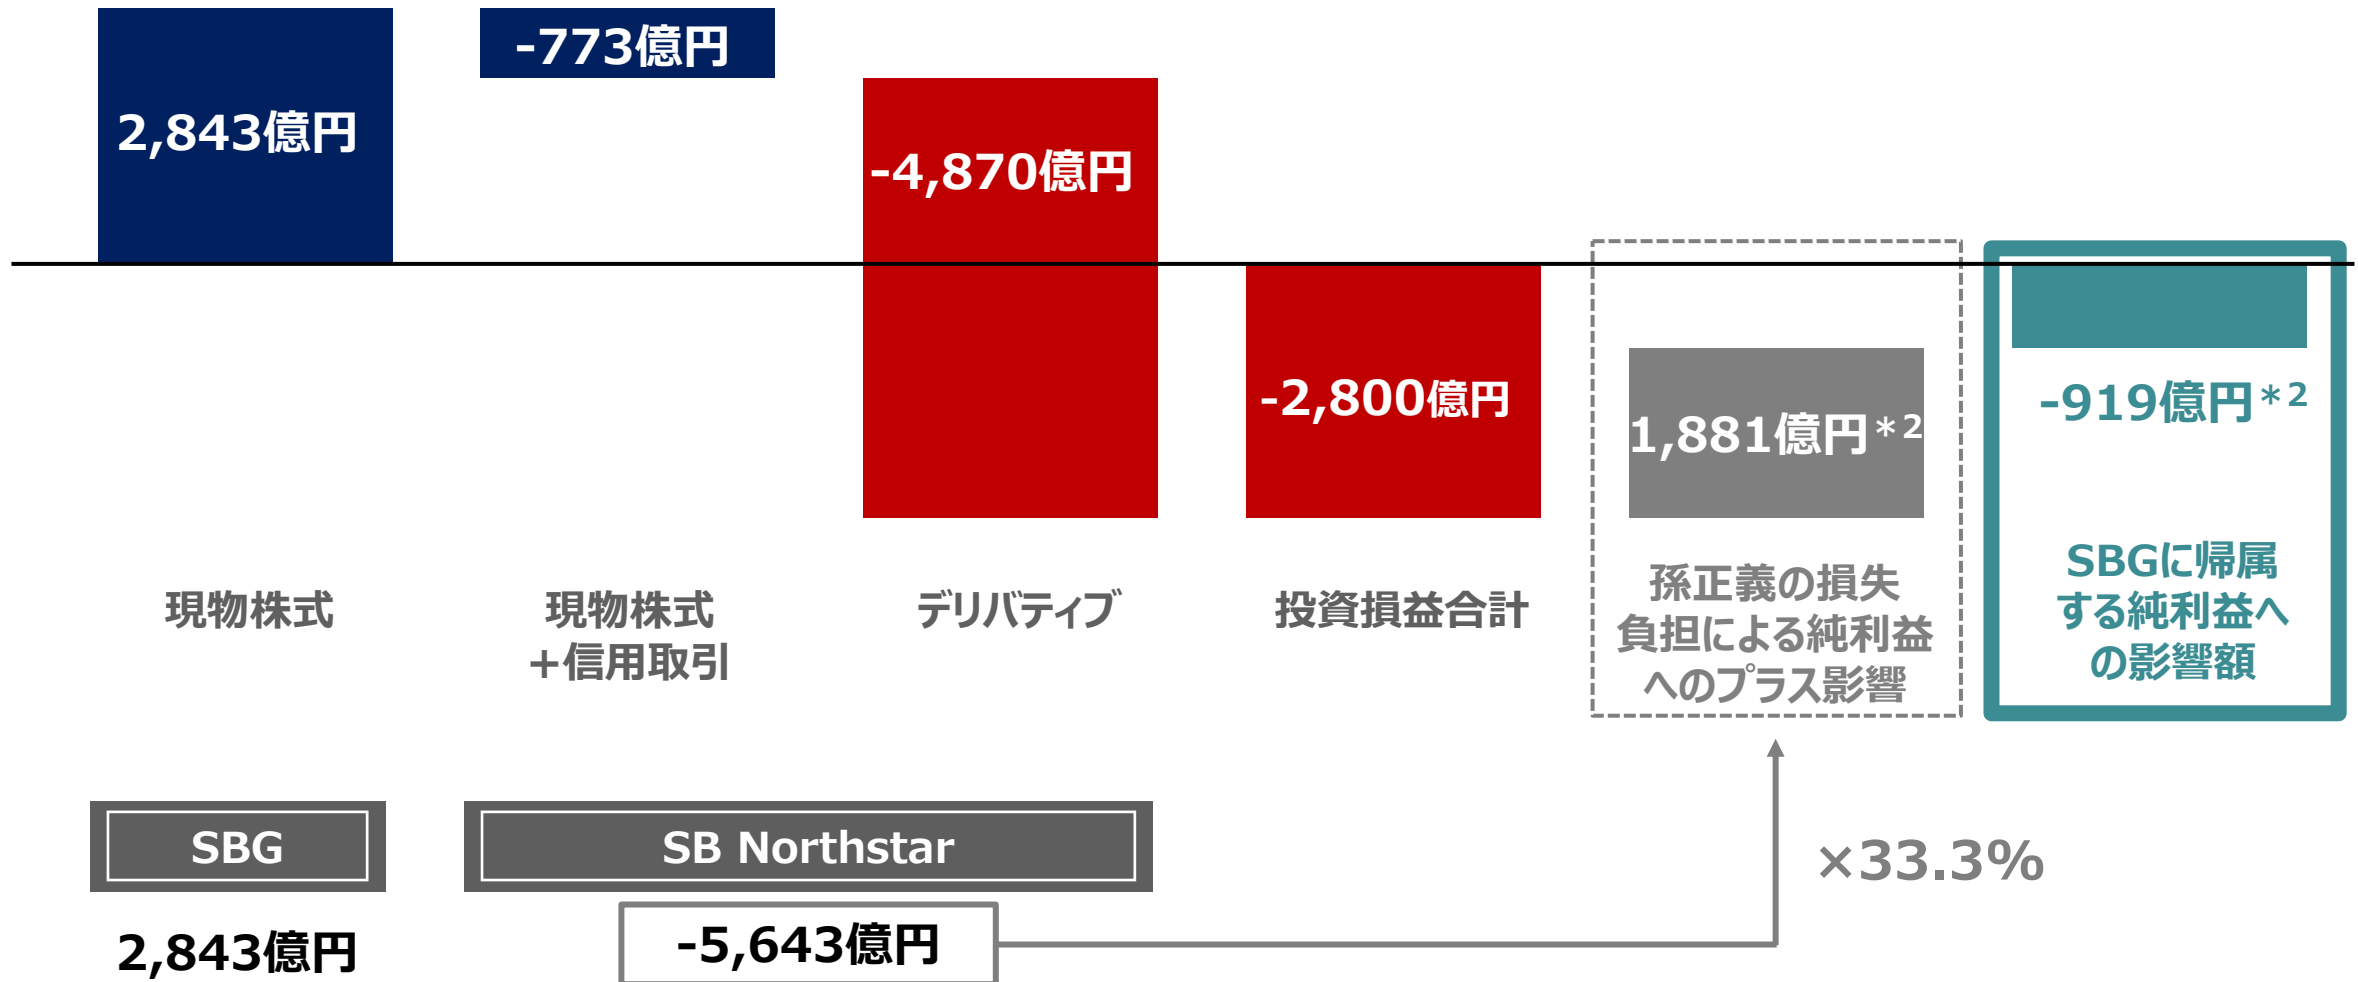 2,843億円
-773億円
-4,870億円
-2,800億円
1,881億円*2
-919億円*2
現物株式
現物株式
+信用取引
デリバティブ
投資損益合計
孫正義の損失
負担による純利益
へのプラス影響
SBGに帰属
する純利益へ
の影響額
SBG
SB Northstar
×33.3%
2,843億円
-5,643億円